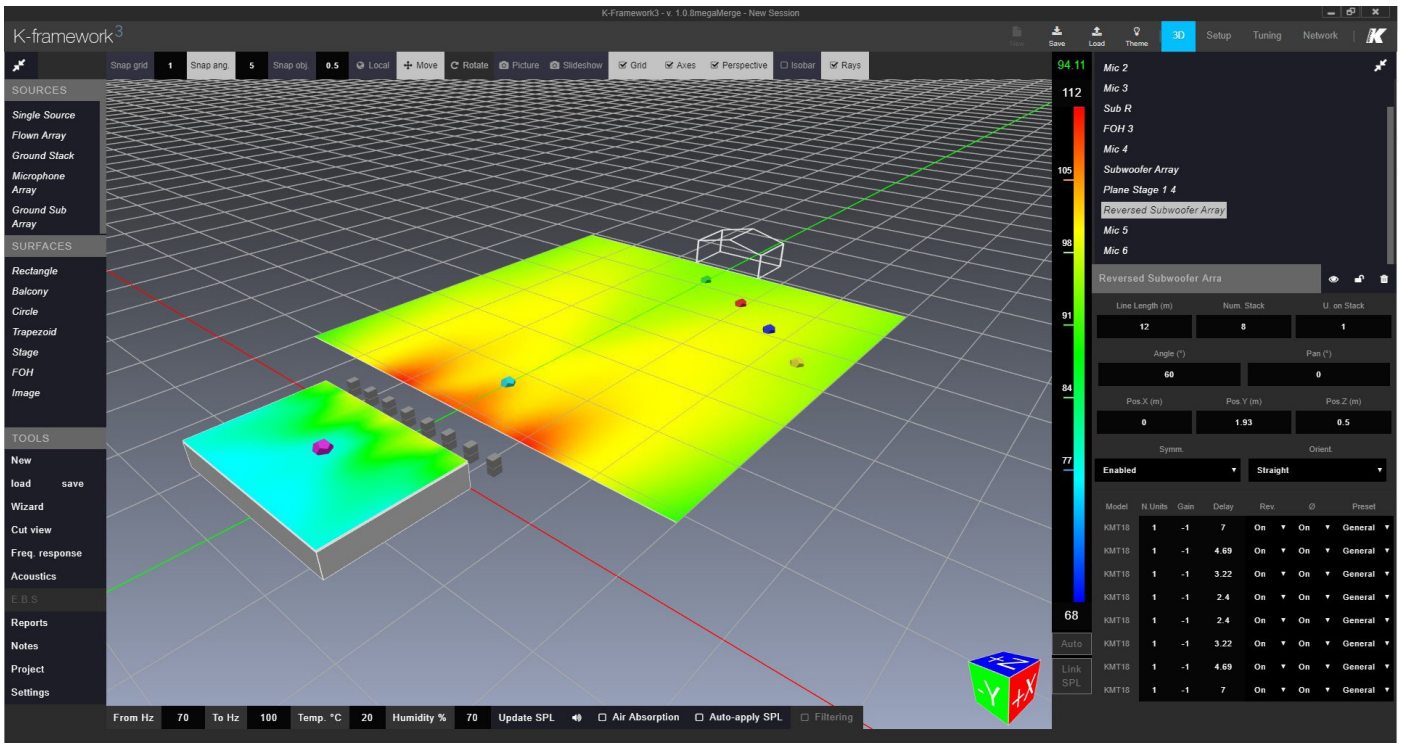 K-Framework3 - v. 1.0.8megaMerge - New Session
K-framework3
New Save Load Theme 3D Setup Tuning Network K
Snap grid 1 Snap ang. 5 Snap obj. 0.5 Local Move Rotate Picture Slideshow Grid Axes Perspective Isobar Rays
SOURCES
Single Source
Flown Array
Ground Stack
Microphone
Array
Ground Sub
Array
SURFACES
Rectangle
Balcony
Circle
Trapezoid
Stage
FOH
Image
TOOLS
New
load save
Wizard
Cut view
Freq. response
Acoustics
E.B.S
Reports
Notes
Project
Settings
+Z
-Y +X
From Hz 70 To Hz 100 Temp. °C 20 Humidity % 70 Update SPL Air Absorption Auto-apply SPL Filtering
94.11
112
105
98
91
84
77
68
Auto
Link
SPL
Mic 2
Mic 3
Sub R
FOH 3
Mic 4
Subwoofer Array
Plane Stage 1 4
Reversed Subwoofer Array
Mic 5
Mic 6
Reversed Subwoofer Arra
Line Length (m) Num. Stack U. on Stack
12 8 1
Angle (°) Pan (°)
60 0
Pos.X (m) Pos.Y (m) Pos.Z (m)
0 1.93 0.5
Symm. Orient.
Enabled Straight
Model N.Units Gain Delay Rev. Ø Preset
KMT18 1 -1 7 On On General
KMT18 1 -1 4.69 On On General
KMT18 1 -1 3.22 On On General
KMT18 1 -1 2.4 On On General
KMT18 1 -1 2.4 On On General
KMT18 1 -1 3.22 On On General
KMT18 1 -1 4.69 On On General
KMT18 1 -1 7 On On General